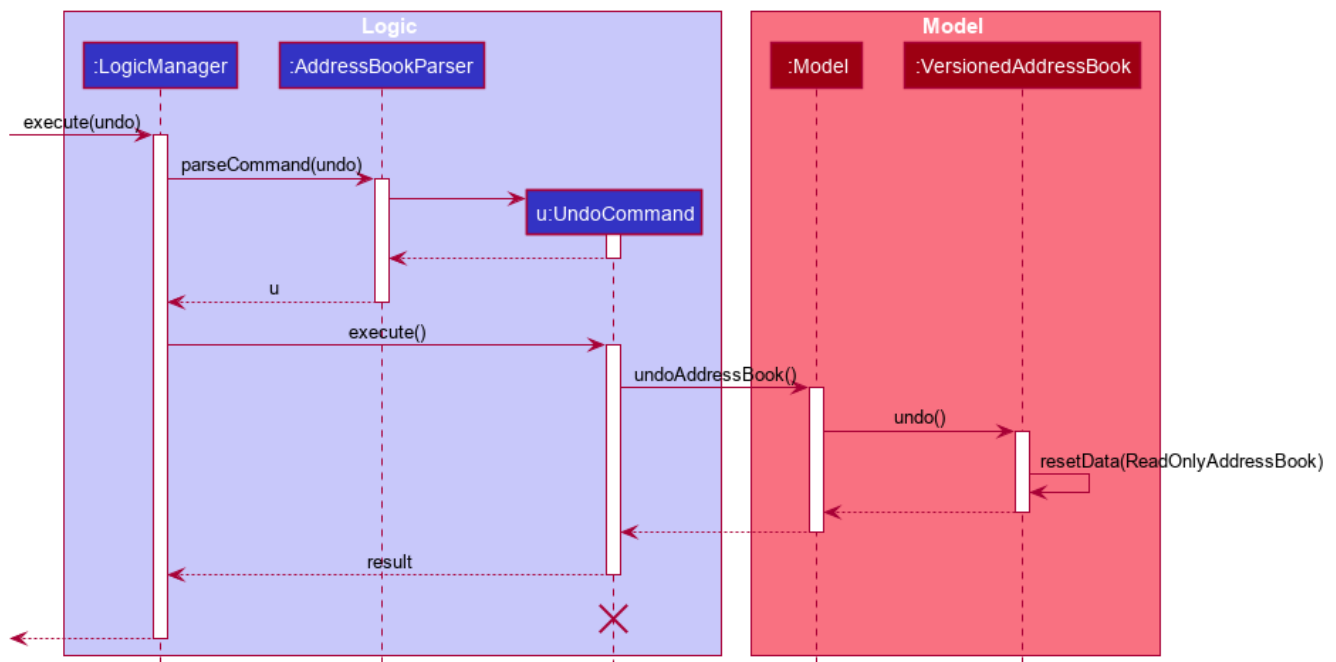 Logic
Model
:LogicManager
:AddressBookParser
:Model
:VersionedAddressBook
execute(undo)
parseCommand(undo)
u:UndoCommand
u
execute()
undoAddressBook()
undo()
resetData(ReadOnlyAddressBook)
result